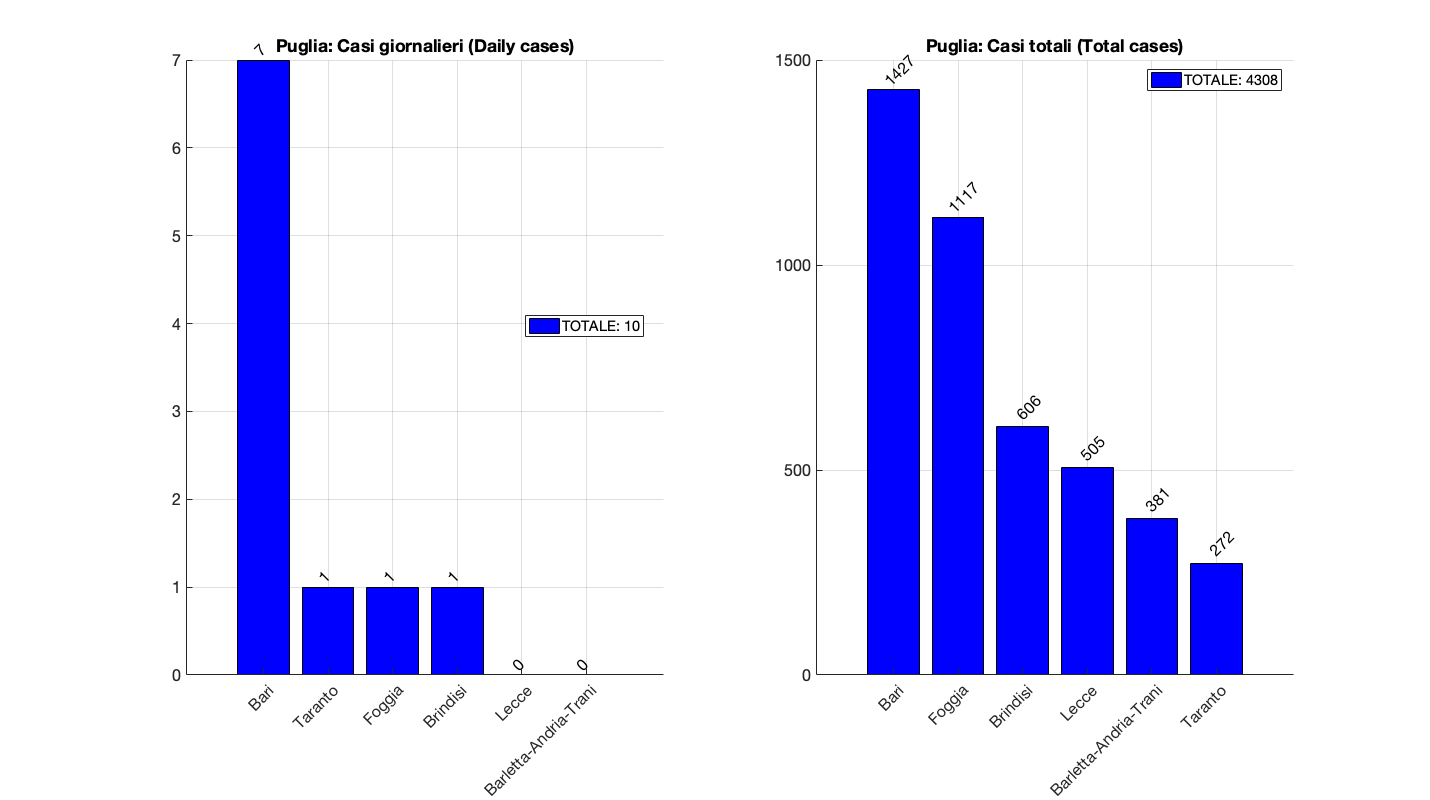 Puglia: Casi giornalieri (Daily cases)
7
7
6
5
4
3
2
1
0
1
1
1
0
0
TOTALE: 10
Bari
Taranto
Foggia
Brindisi
Lecce
Barletta-Andria-Trani
Puglia: Casi totali (Total cases)
1500
1000
500
0
1427
1117
606
505
381
272
TOTALE: 4308
Bari
Foggia
Brindisi
Lecce
Barletta-Andria-Trani
Taranto